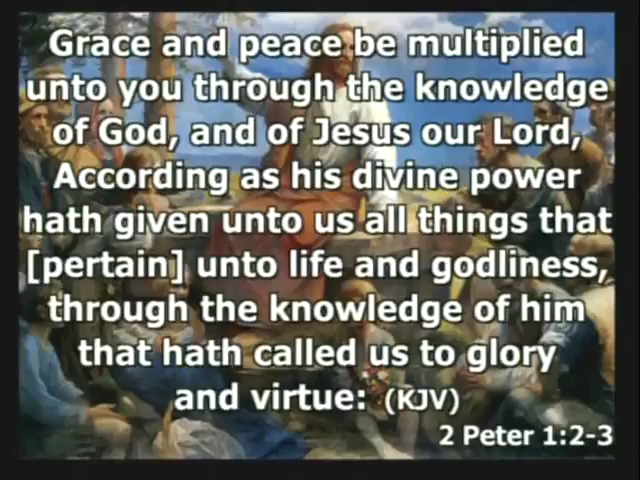 Grace and peace be multiplied
unto you through the knowledge
of God, and of Jesus our Lord,
According as his divine power
hath given unto us all things that
[pertain] unto life and godliness,
through the knowledge of him
that hath called us to glory
and virtue: (KJV)
2 Peter 1:2-3